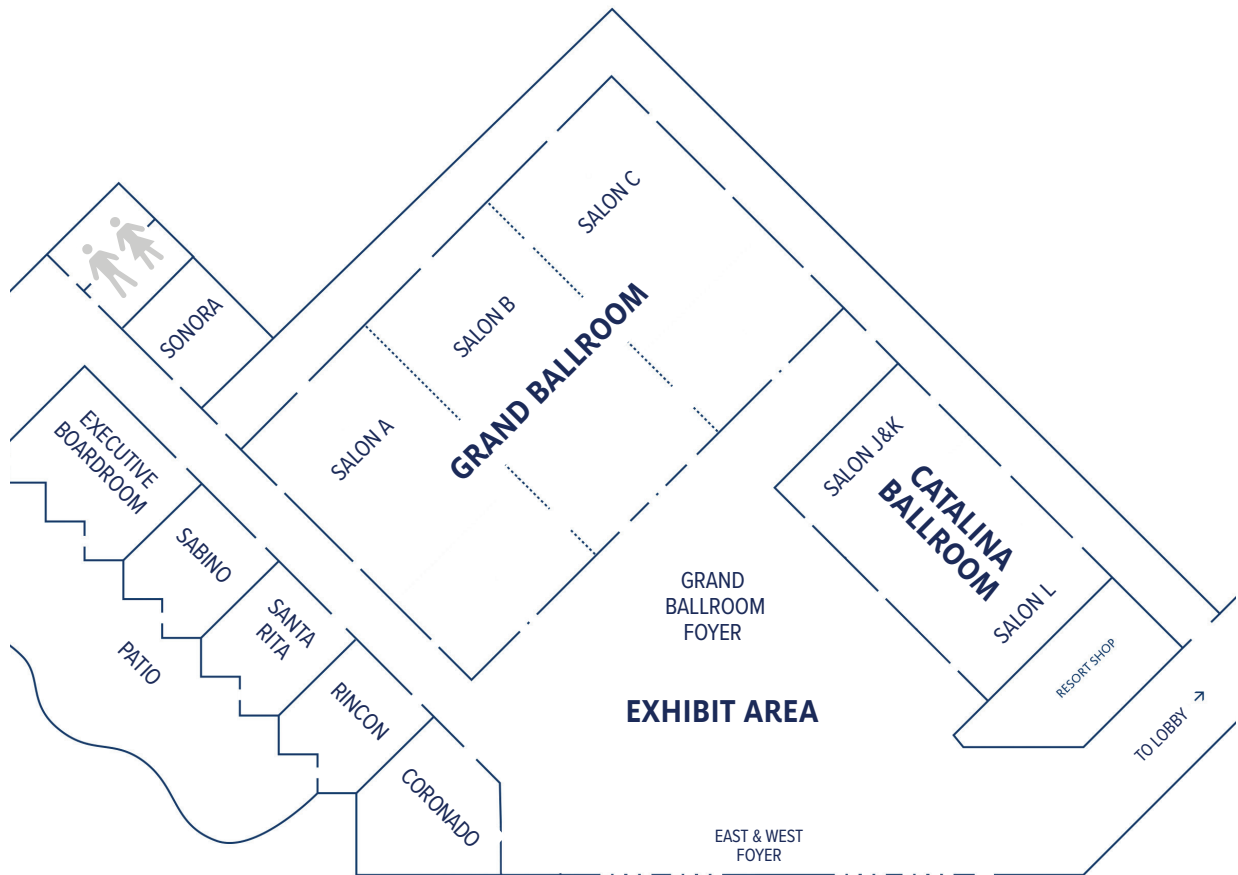 SALON C
SALON B
SALON A
GRAND BALLROOM
SONORA
EXECUTIVE
BOARDROOM
SABINO
SANTA
RITA
RINCON
CORONADO
PATIO
SALON J&K
CATALINA
BALLROOM
SALON L
RESORT SHOP
TO LOBBY
GRAND
BALLROOM
FOYER
EXHIBIT AREA
EAST & WEST
FOYER